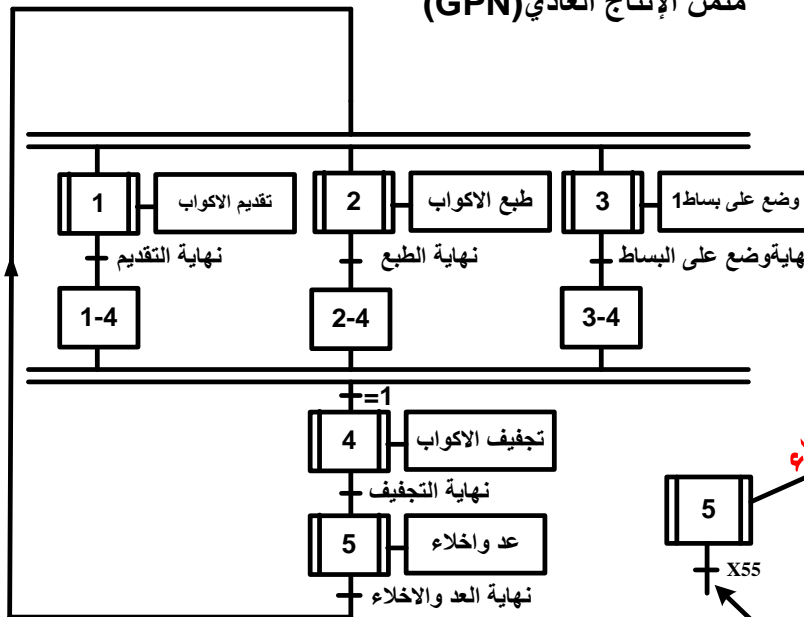 متمن الإنتاج العادي(GPN)
1 تقديم الاكواب
2 طبع الاكواب
3 وضع على بساط1
نهاية التقديم
نهاية الطبع
نهايةوضع على البساط
1-4
2-4
3-4
=1
4 تجفيف الاكواب
نهاية التجفيف
5 عد واخلاء
نهاية العد والاخلاء
5
X55